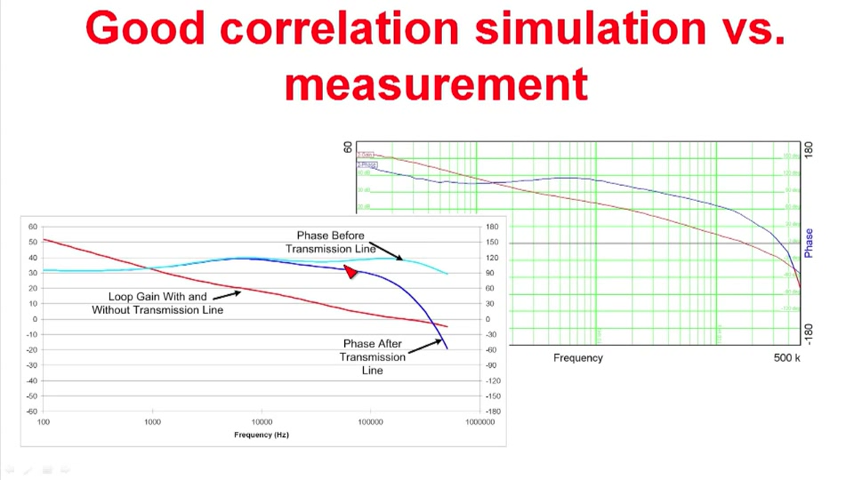 Good correlation simulation vs.
measurement
60
180
Phase
-180
Frequency
500 k
60
50
40
30
20
10
0
-10
-20
-30
-40
-50
-60
180
150
120
90
60
30
0
-30
-60
-90
-120
-150
-180
Phase Before
Transmission Line
Loop Gain With and
Without Transmission Line
Phase After
Transmission
Line
100
1000
10000
100000
1000000
Frequency (Hz)